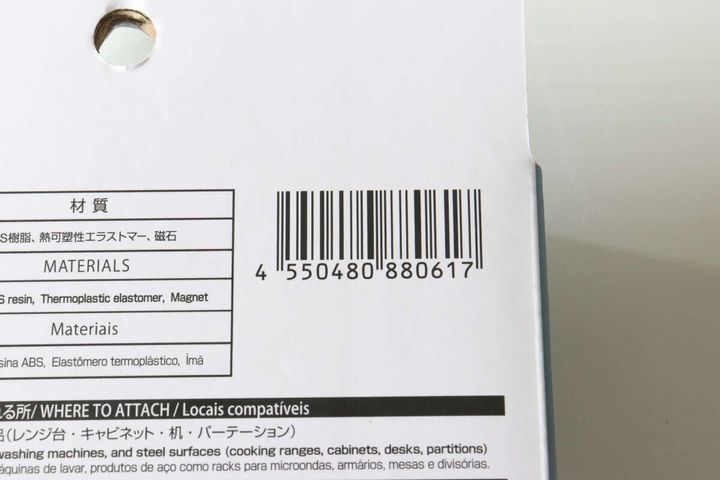 材質
S樹脂、熱可塑性エラストマー、磁石
MATERIALS
S resin, Thermoplastic elastomer, Magnet
Materiais
sina ABS, Elastômero termoplástico, Ímã
4 550480 880617
る所/ WHERE TO ATTACH / Locais compatíveis
品(レンジ台・キャビネット・机・パーテーション)
washing machines, and steel surfaces (cooking ranges, cabinets, desks, partitions)
áquinas de lavar, produtos de aço como racks para microondas, armários, mesas e divisórias.